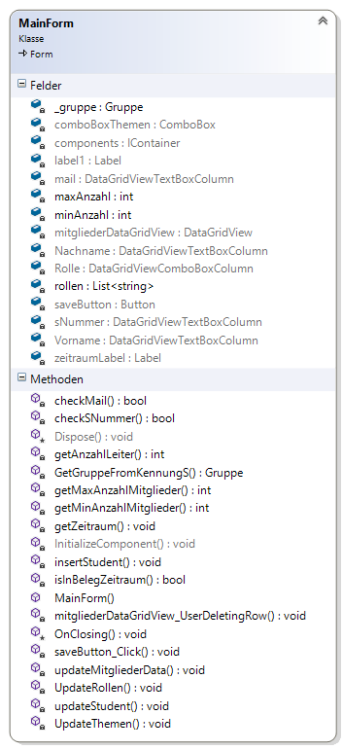 MainForm
Klasse
Form
Felder
_gruppe : Gruppe
comboBoxThemen : ComboBox
components : IContainer
label1 : Label
mail : DataGridViewTextBoxColumn
maxAnzahl : int
minAnzahl : int
mitgliederDataGridView : DataGridView
Nachname : DataGridViewTextBoxColumn
Rolle : DataGridViewComboBoxColumn
rollen : List<string>
saveButton : Button
sNummer : DataGridViewTextBoxColumn
Vorname : DataGridViewTextBoxColumn
zeitraumLabel : Label
Methoden
checkMail() : bool
checkSNummer() : bool
Dispose() : void
getAnzahlLeiter() : int
GetGruppeFromKennungS() : Gruppe
getMaxAnzahlMitglieder() : int
getMinAnzahlMitglieder() : int
getZeitraum() : void
InitializeComponent() : void
insertStudent() : void
isInBelegZeitraum() : bool
MainForm()
mitgliederDataGridView_UserDeletingRow() : void
OnClosing() : void
saveButton_Click() : void
updateMitgliederData() : void
UpdateRollen() : void
updateStudent() : void
UpdateThemen() : void